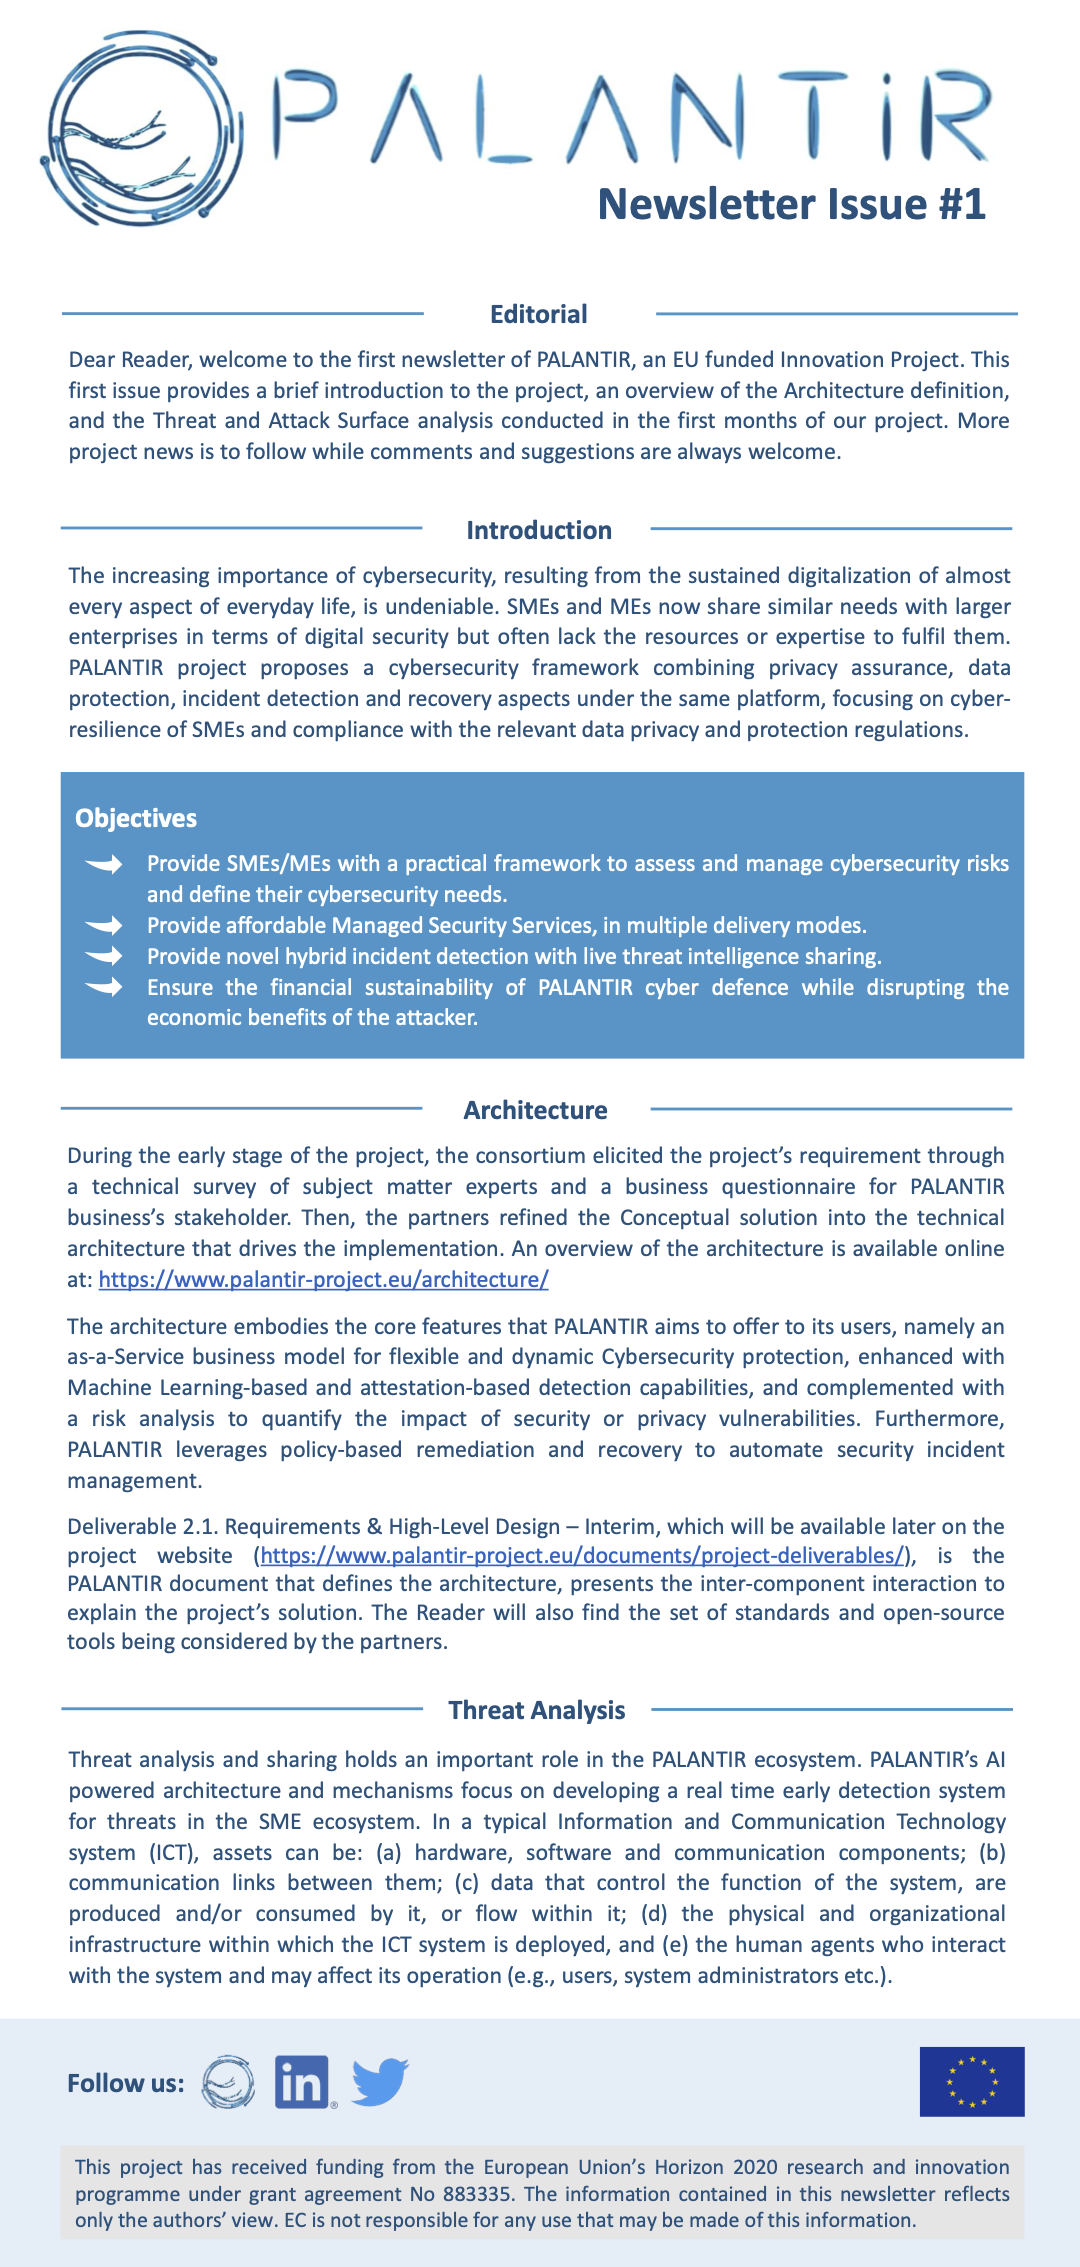 PALANTiR
Newsletter Issue #1
Editorial
Dear Reader, welcome to the first newsletter of PALANTIR, an EU funded Innovation Project. This
first issue provides a brief introduction to the project, an overview of the Architecture definition,
and the Threat and Attack Surface analysis conducted in the first months of our project. More
project news is to follow while comments and suggestions are always welcome.
Introduction
The increasing importance of cybersecurity, resulting from the sustained digitalization of almost
every aspect of everyday life, is undeniable. SMEs and MEs now share similar needs with larger
enterprises in terms of digital security but often lack the resources or expertise to fulfil them.
PALANTIR project proposes a cybersecurity framework combining privacy assurance, data
protection, incident detection and recovery aspects under the same platform, focusing on cyber-
resilience of SMEs and compliance with the relevant data privacy and protection regulations.
Objectives
Provide SMEs/MEs with a practical framework to assess and manage cybersecurity risks
and define their cybersecurity needs.
Provide affordable Managed Security Services, in multiple delivery modes.
Provide novel hybrid incident detection with live threat intelligence sharing.
Ensure the financial sustainability of PALANTIR cyber defence while disrupting the
economic benefits of the attacker.
Architecture
During the early stage of the project, the consortium elicited the project’s requirement through
a technical survey of subject matter experts and a business questionnaire for PALANTIR
business’s stakeholder. Then, the partners refined the Conceptual solution into the technical
architecture that drives the implementation. An overview of the architecture is available online
at: https://www.palantir-project.eu/architecture/
The architecture embodies the core features that PALANTIR aims to offer to its users, namely an
as-a-Service business model for flexible and dynamic Cybersecurity protection, enhanced with
Machine Learning-based and attestation-based detection capabilities, and complemented with
a risk analysis to quantify the impact of security or privacy vulnerabilities. Furthermore,
PALANTIR leverages policy-based remediation and recovery to automate security incident
management.
Deliverable 2.1. Requirements & High-Level Design – Interim, which will be available later on the
project website (https://www.palantir-project.eu/documents/project-deliverables/), is the
PALANTIR document that defines the architecture, presents the inter-component interaction to
explain the project’s solution. The Reader will also find the set of standards and open-source
tools being considered by the partners.
Threat Analysis
Threat analysis and sharing holds an important role in the PALANTIR ecosystem. PALANTIR’s AI
powered architecture and mechanisms focus on developing a real time early detection system
for threats in the SME ecosystem. In a typical Information and Communication Technology
system (ICT), assets can be: (a) hardware, software and communication components; (b)
communication links between them; (c) data that control the function of the system, are
produced and/or consumed by it, or flow within it; (d) the physical and organizational
infrastructure within which the ICT system is deployed, and (e) the human agents who interact
with the system and may affect its operation (e.g., users, system administrators etc.).
Follow us: in ®
This project has received funding from the European Union’s Horizon 2020 research and innovation
programme under grant agreement No 883335. The information contained in this newsletter reflects
only the authors’ view. EC is not responsible for any use that may be made of this information.